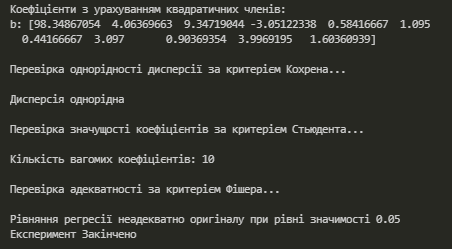 Коефіцієнти з урахуванням квадратичних членів:
b: [98.34867054 4.06369663 9.34719044 -3.05122338 0.58416667 1.095
0.44166667 3.097 0.90369354 3.9969195 1.60360939]
Перевірка однорідності дисперсії за критерієм Кохрена...
Дисперсія однорідна
Перевірка значущості коефіцієнтів за критерієм Стьюдента...
Кількість вагомих коефіцієнтів: 10
Перевірка адекватності за критерієм Фішера...
Рівняння регресії неадекватно оригіналу при рівні значимості 0.05
Експеримент Закінчено